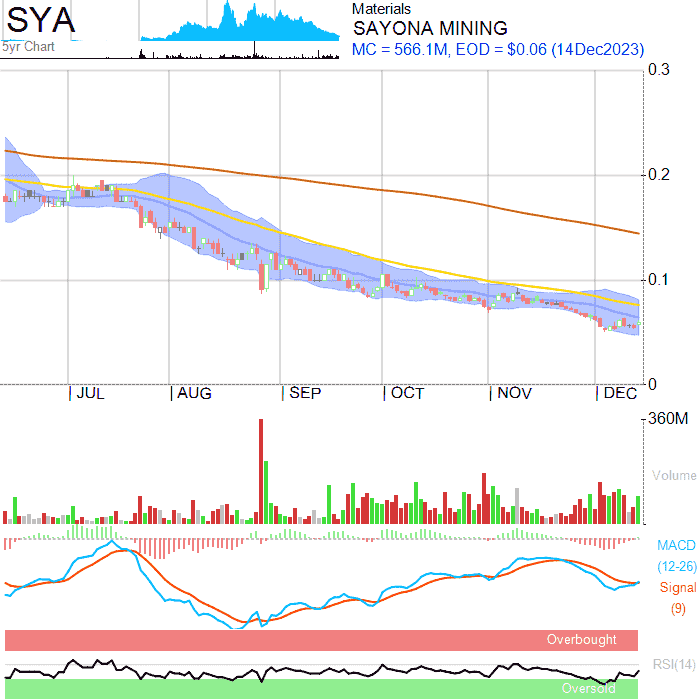 SYA
5yr Chart
Materials
SAYONA MINING
MC = 566.1M, EOD = $0.06 (14Dec2023)
0.3
0.2
0.1
0
JUL AUG SEP OCT NOV DEC
360M
Volume
MACD
(12-26)
Signal
(9)
Overbought
RSI(14)
Oversold